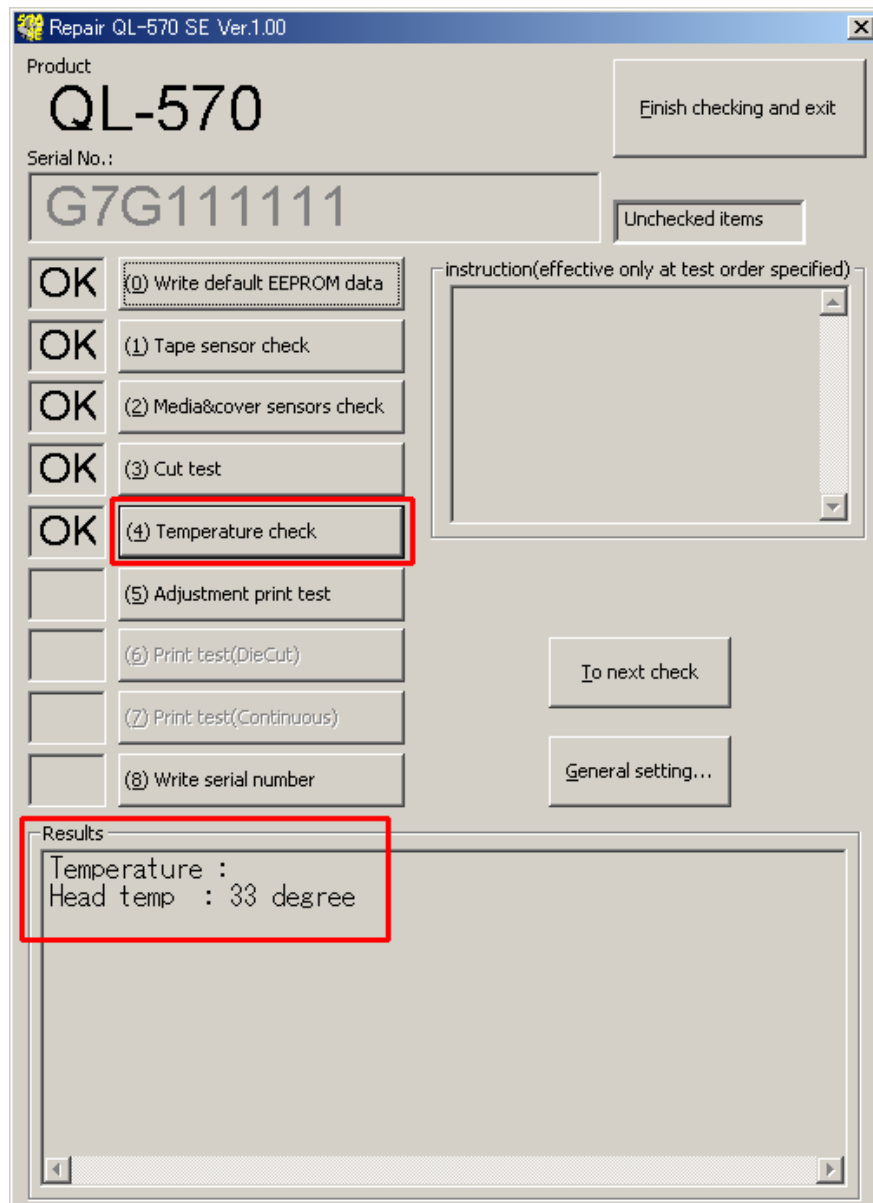 Repair QL-570 SE Ver.1.00
Product
QL-570
Finish checking and exit
Serial No.:
G7G111111
Unchecked items
OK (0) Write default EEPROM data
instruction(effective only at test order specified)
OK (1) Tape sensor check
OK (2) Media&cover sensors check
OK (3) Cut test
OK (4) Temperature check
(5) Adjustment print test
(6) Print test(DieCut)
To next check
(7) Print test(Continuous)
General setting...
(8) Write serial number
Results
Temperature :
Head temp : 33 degree